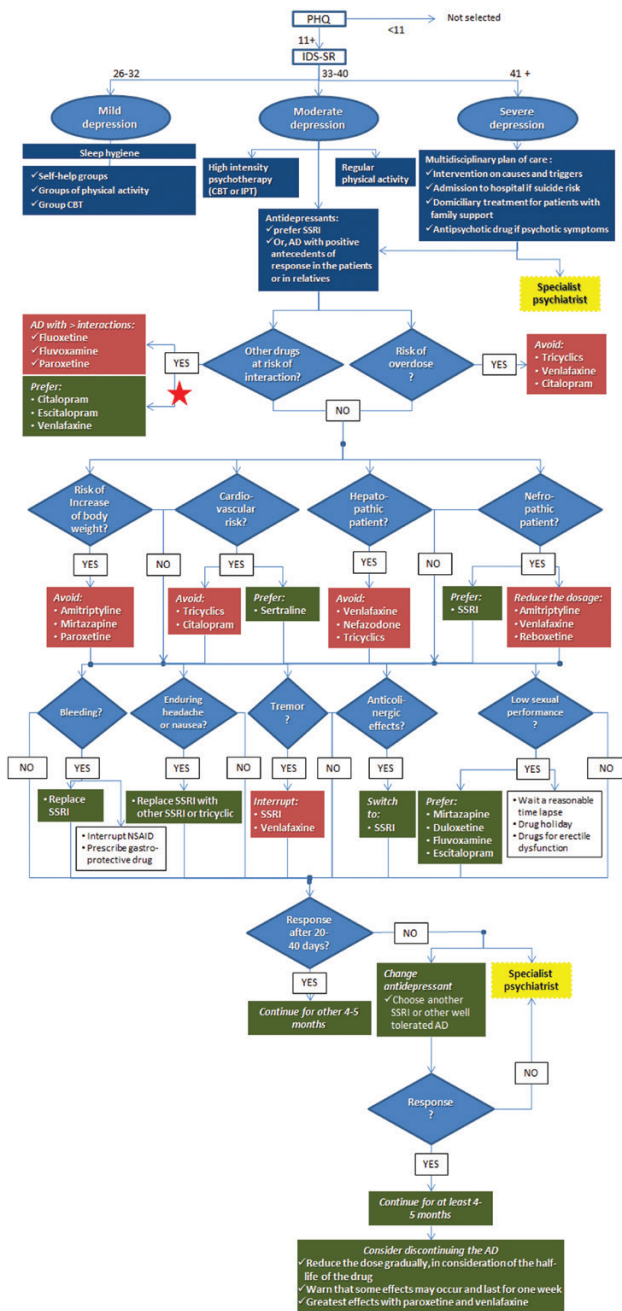 PHQ
<11
Not selected
11+
IDS-SR
26-32
33-40
41 +
Mild
depression
Moderate
depression
Severe
depression
Sleep hygiene
✓Self-help groups
✓Groups of physical activity
✓Group CBT
High intensity
psychotherapy
(CBT or IPT)
Regular
physical activity
Multidisciplinary plan of care :
✓Intervention on causes and triggers
✓Admission to hospital if suicide risk
✓Domiciliary treatment for patients with
family support
✓Antipsychotic drug if psychotic symptoms
Antidepressants:
✓prefer SSRI
✓Or, AD with positive
antecedents of
response in the patients
or in relatives
Specialist
psychiatrist
AD with > interactions:
✓Fluoxetine
✓Fluvoxamine
✓Paroxetine
YES
Prefer:
• Citalopram
• Escitalopram
• Venlafaxine
Other drugs
at risk of
interaction?
Risk of
overdose
?
YES
Avoid:
• Tricyclics
• Venlafaxine
• Citalopram
NO
Risk of
Increase
of body
weight?
Cardio-
vascular
risk?
Hepato-
pathic
patient?
Nefro-
pathic
patient?
YES
NO
YES
YES
NO
YES
Avoid:
• Amitriptyline
• Mirtazapine
• Paroxetine
Avoid:
• Tricyclics
• Citalopram
Prefer:
• Sertraline
Avoid:
• Venlafaxine
• Nefazodone
• Tricyclics
Prefer:
• SSRI
Reduce the dosage:
• Amitriptyline
• Venlafaxine
• Reboxetine
Bleeding?
Enduring
headache
or nausea?
Tremor
?
Anticoli-
nergic
effects?
Low sexual
performance
?
NO
YES
YES
NO
YES
NO
YES
YES
NO
• Replace
SSRI
• Interrupt NSAID
• Prescribe gastro-
protective drug
• Replace SSRI with
other SSRI or tricyclic
Interrupt:
• SSRI
• Venlafaxine
Switch
to:
• SSRI
Prefer:
• Mirtazapine
• Duloxetine
• Fluvoxamine
• Escitalopram
• Wait a reasonable
time lapse
• Drug holiday
• Drugs for erectile
dysfunction
Response
after 20-
40 days?
NO
YES
Continue for other 4-5
months
Change
antidepressant
✓Choose another
SSRI or other well
tolerated AD
Specialist
psychiatrist
NO
Response
?
YES
Continue for at least 4-
5 months
Consider discontinuing the AD
✓Reduce the dose gradually, in consideration of the half-
life of the drug
✓Warn that some effects may occur and last for one week
✓Greatest effects with paroxetine and venlafaxine